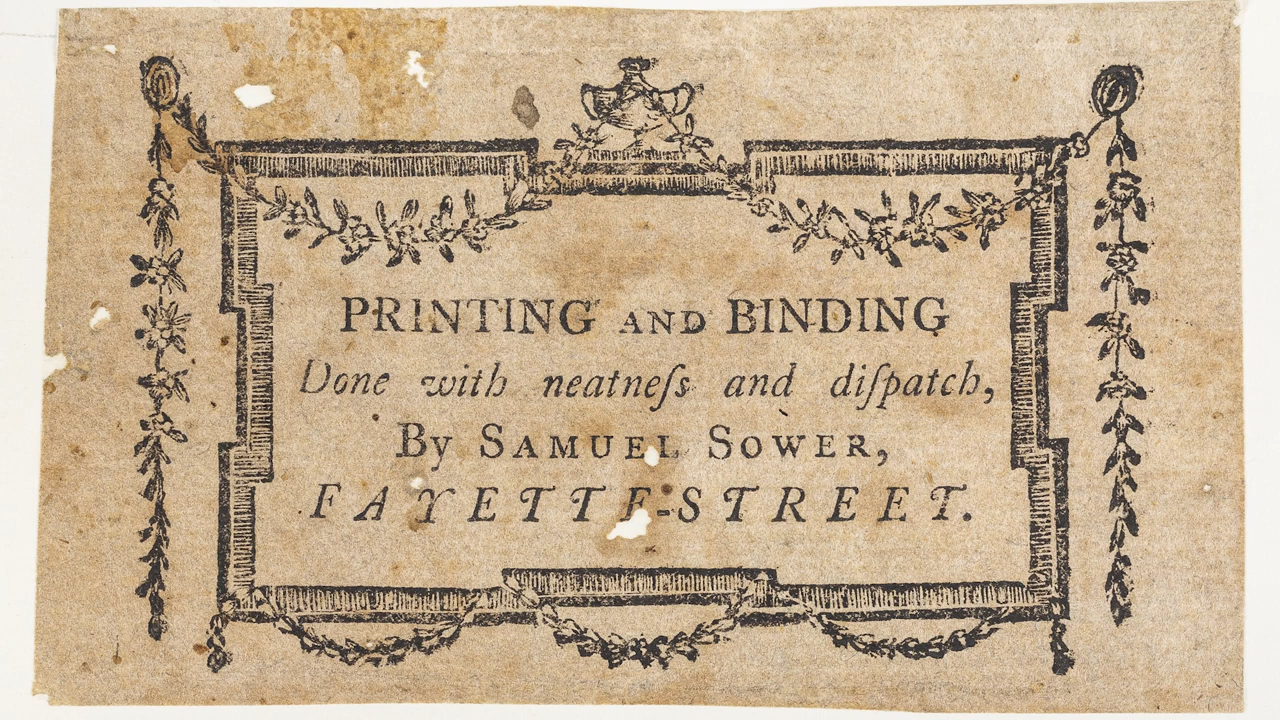 PRINTING AND BINDING
Done with neatneſs and diſpatch,
By SAMUEL SOWER,
FAYETTE-STREET.